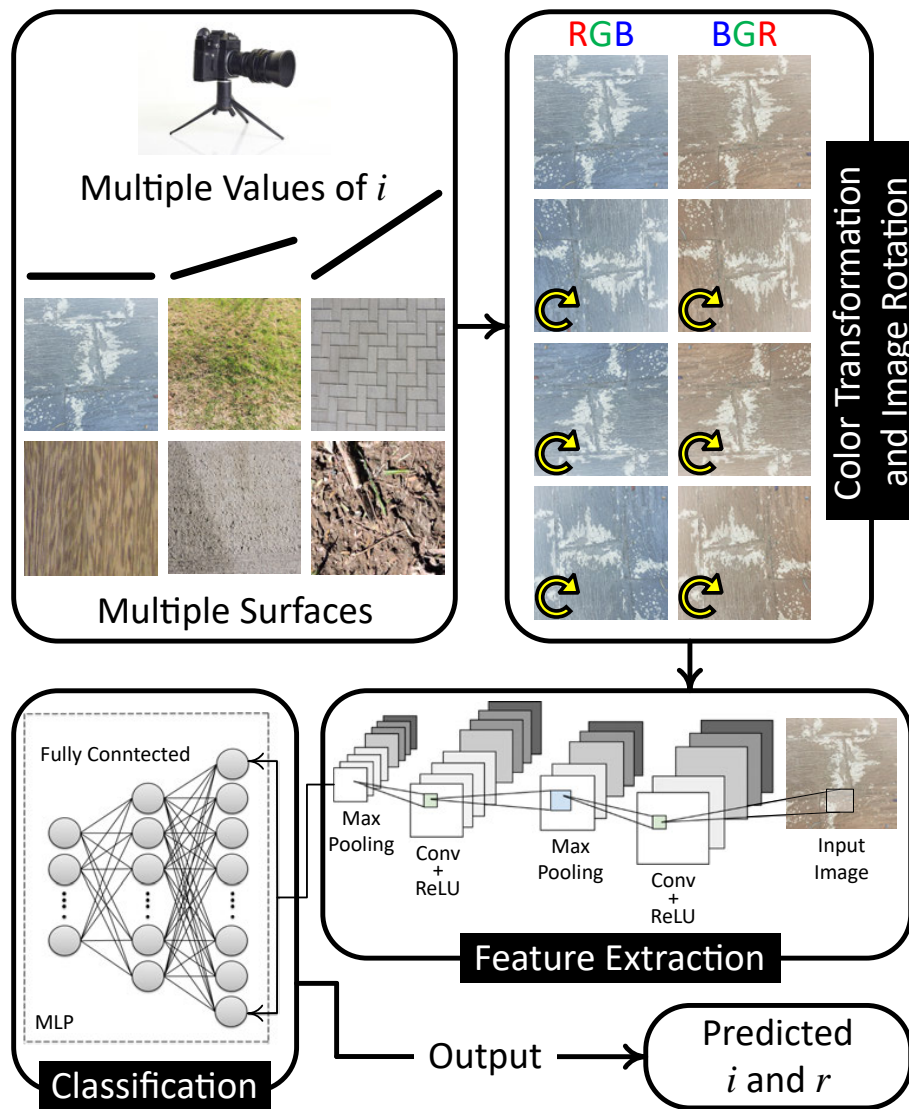 Multiple Values of i
Multiple Surfaces
RGB
BGR
Color Transformation
and Image Rotation
Fully Conntected
MLP
Classification
Max
Pooling
Conv
+
ReLU
Max
Pooling
Conv
+
ReLU
Input
Image
Feature Extraction
Output
Predicted
i and r